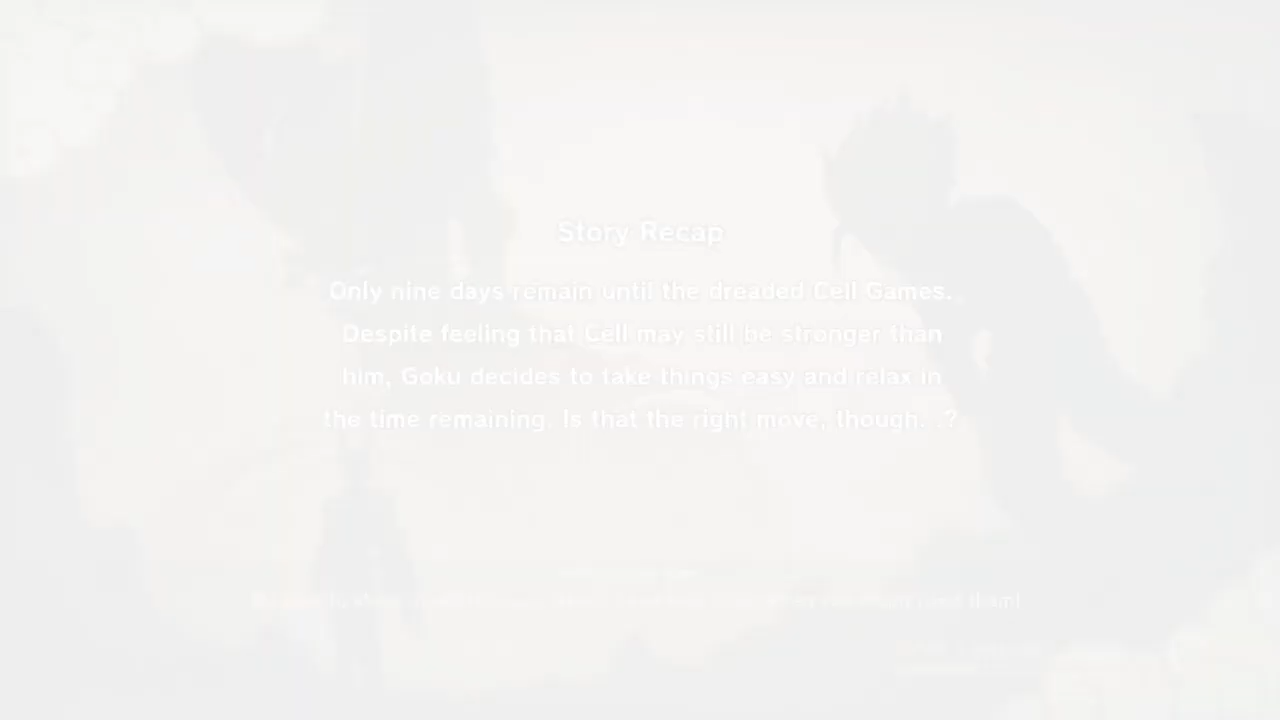 Story Recap
Only nine days remain until the dreaded Cell Games.
Despite feeling that Cell may still be stronger than
him, Goku decides to take things easy and relax in
the time remaining. Is that the right move, though...?
them!